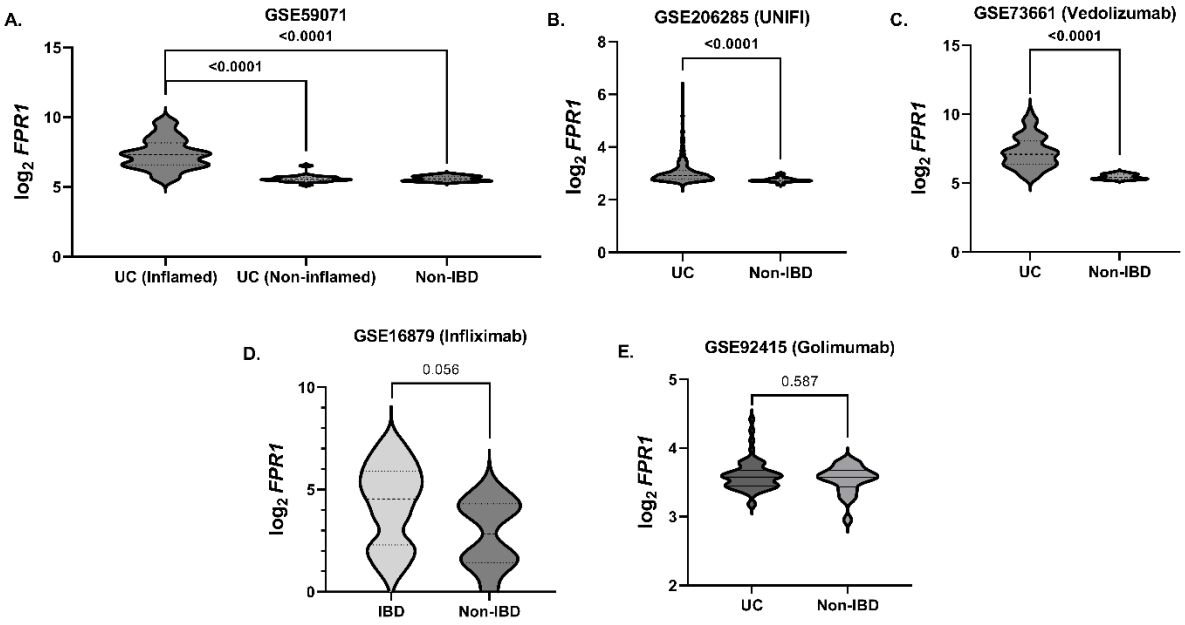 A.
GSE59071
<0.0001
<0.0001
15
10
5
0
log2 FPR1
UC (Inflamed)
UC (Non-inflamed)
Non-IBD
B.
GSE206285 (UNIFI)
<0.0001
8
6
4
2
0
log2 FPR1
UC
Non-IBD
C.
GSE73661 (Vedolizumab)
<0.0001
15
10
5
0
log2 FPR1
UC
Non-IBD
D.
GSE16879 (Infliximab)
0.056
10
5
0
log2 FPR1
IBD
Non-IBD
E.
GSE92415 (Golimumab)
0.587
5
4
3
2
log2 FPR1
UC
Non-IBD